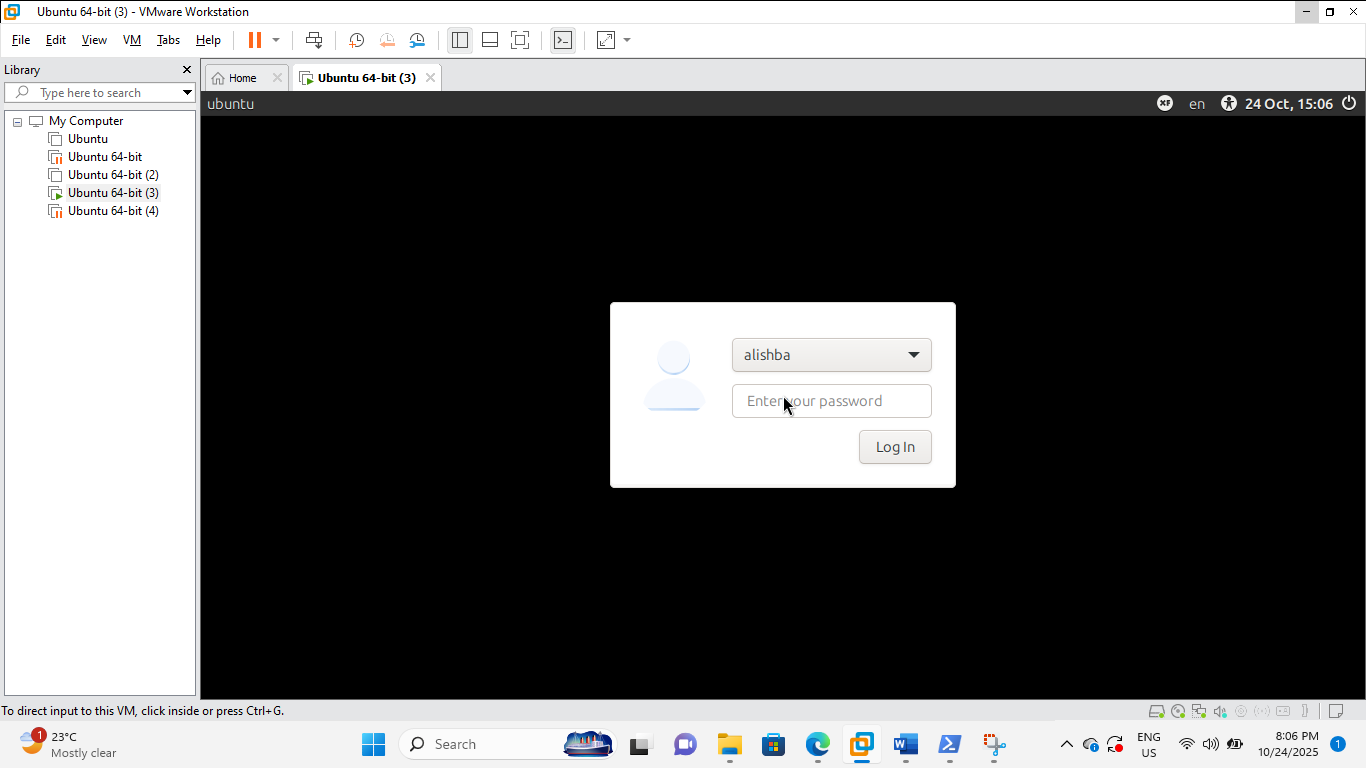 Ubuntu 64-bit (3) - VMware Workstation
File Edit View VM Tabs Help
Library
Type here to search
My Computer
Ubuntu
Ubuntu 64-bit
Ubuntu 64-bit (2)
Ubuntu 64-bit (3)
Ubuntu 64-bit (4)
Home Ubuntu 64-bit (3)
ubuntu XF en 24 Oct, 15:06
alishba
Enter your password
Log In
To direct input to this VM, click inside or press Ctrl+G.
1 23°C
Mostly clear
Search
ENG
US
8:06 PM
10/24/2025
1